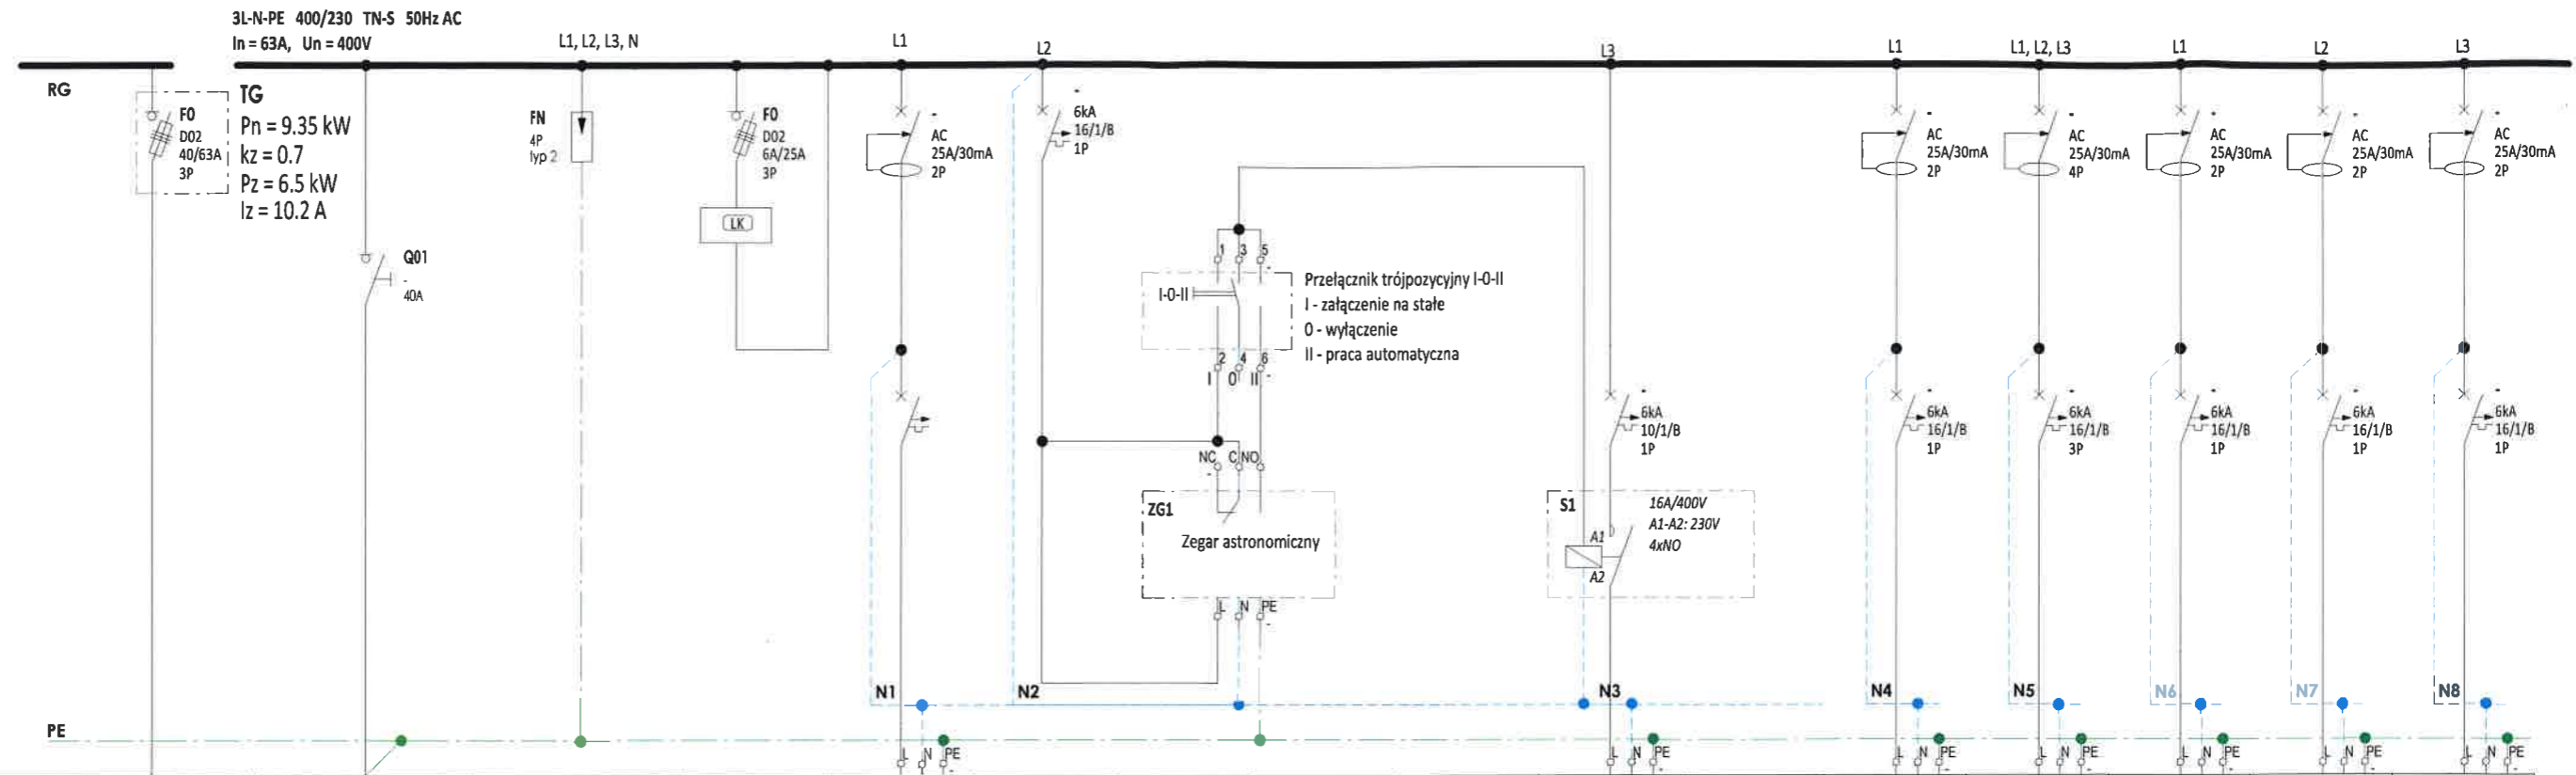 3L-N-PE 400/230 TN-S 50Hz AC
In = 63A, Un = 400V
L1, L2, L3, N
L1
L2
L3
L1
L1, L2, L3
L1
L2
L3
RG
F0
D02
40/63A
3P
TG
Pn = 9.35 kW
kz = 0.7
Pz = 6.5 kW
Iz = 10.2 A
Q01
-
40A
FN
4P
typ 2
F0
D02
6A/25A
3P
LK
-
AC
25A/30mA
2P
-
6kA
16/1/B
1P
1 3 5
-
I-0-II
Przełącznik trójpozycyjny I-0-II
I - załączenie na stałe
0 - wyłączenie
II - praca automatyczna
2 4 6
I 0 II -
NC C NO
-
ZG1
Zegar astronomiczny
L N PE
-
-
6kA
10/1/B
1P
S1
16A/400V
A1-A2: 230V
4xNO
A1
A2
-
AC
25A/30mA
2P
-
AC
25A/30mA
4P
-
AC
25A/30mA
2P
-
AC
25A/30mA
2P
-
AC
25A/30mA
2P
-
6kA
16/1/B
1P
-
6kA
16/1/B
3P
-
6kA
16/1/B
1P
-
6kA
16/1/B
1P
-
6kA
16/1/B
1P
N1
N2
N3
N4
N5
N6
N7
N8
PE
L N PE
-
L N PE
-
L N PE
-
L N PE
-
L N PE
-
L N PE
-
L N PE
-